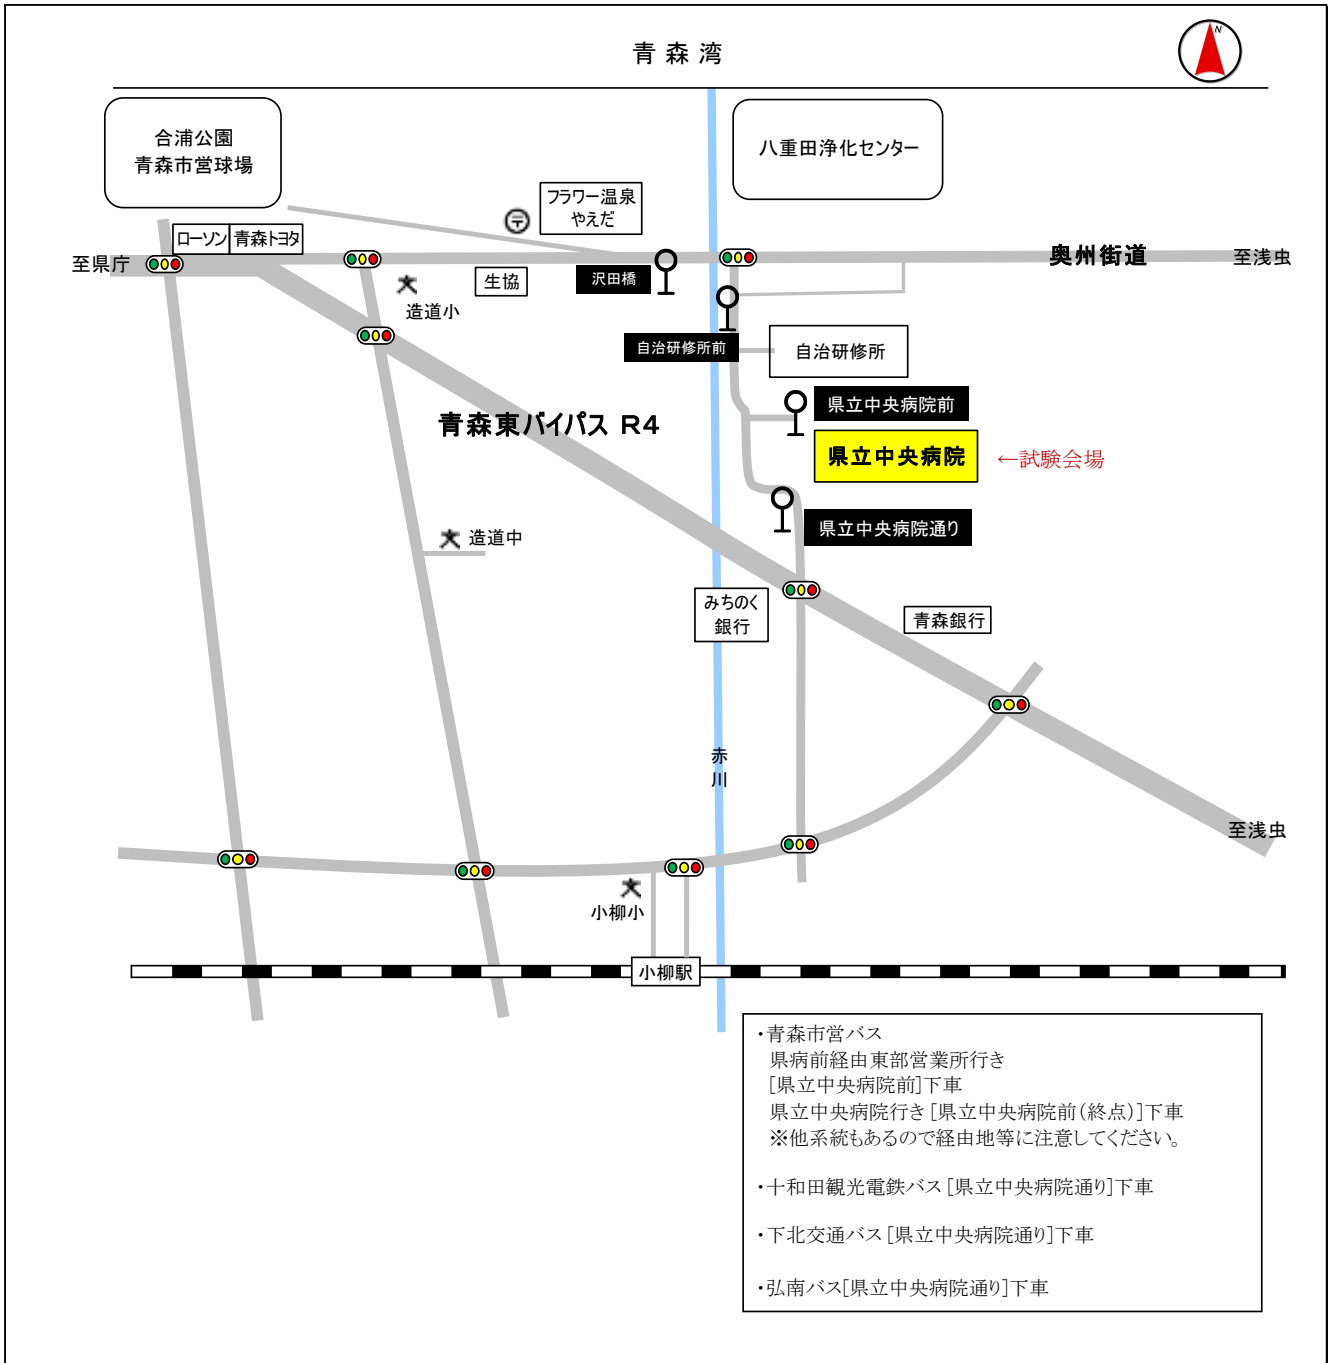 青森湾
N
合浦公園
青森市営球場
八重田浄化センター
フラワー温泉
やえだ
ローソン
青森トヨタ
至県庁
奥州街道
至浅虫
生協
沢田橋
造道小
自治研修所前
自治研修所
県立中央病院前
青森東バイパス R4
県立中央病院
←試験会場
県立中央病院通り
造道中
みちのく
銀行
青森銀行
赤
川
至浅虫
小柳小
小柳駅
・青森市営バス
県病前経由東部営業所行き
[県立中央病院前]下車
県立中央病院行き [県立中央病院前(終点)]下車
※他系統もあるので経由地等に注意してください。
・十和田観光電鉄バス [県立中央病院通り]下車
・下北交通バス [県立中央病院通り]下車
・弘南バス[県立中央病院通り]下車